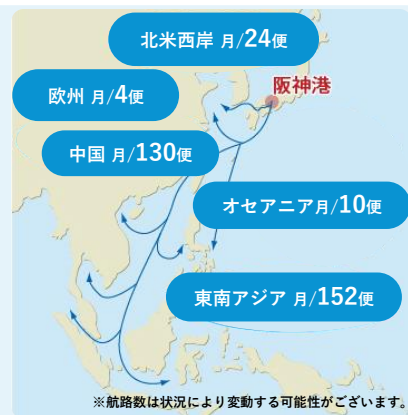 北米西岸 月/24便
阪神港
欧州 月/4便
中国 月/130便
オセアニア月/10便
東南アジア 月/152便
※航路数は状況により変動する可能性がございます。